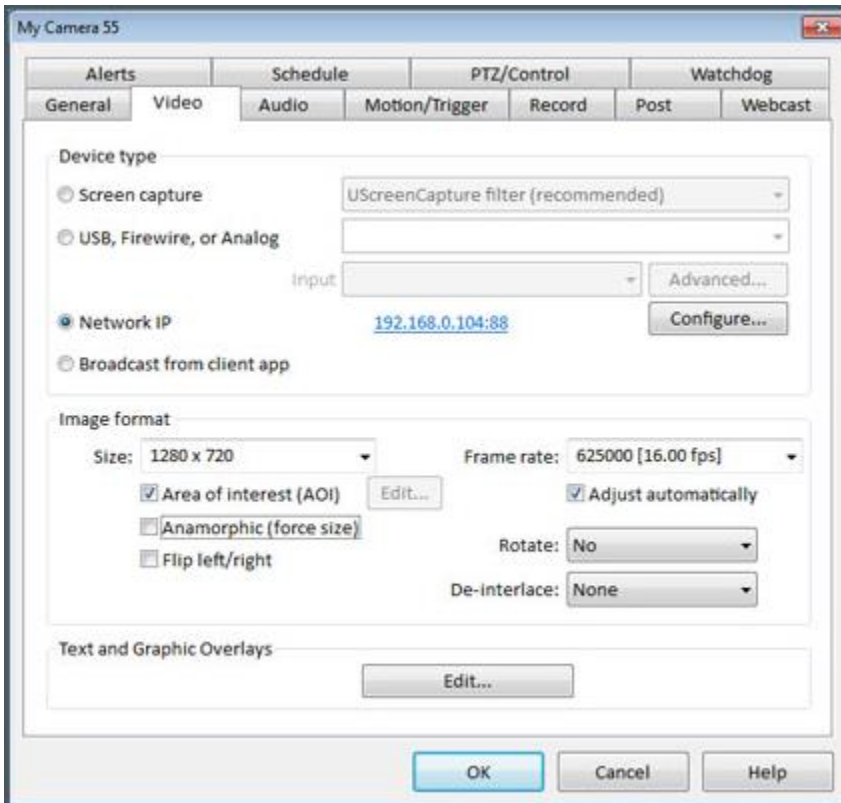 My Camera 55
Alerts Schedule PTZ/Control Watchdog
General Video Audio Motion/Trigger Record Post Webcast
Device type
Screen capture UScreenCapture filter (recommended)
USB, Firewire, or Analog
Input Advanced...
Network IP 192.168.0.104:88 Configure...
Broadcast from client app
Image format
Size: 1280 x 720 Frame rate: 625000 [16.00 fps]
Area of interest (AOI) Edit... Adjust automatically
Anamorphic (force size)
Rotate: No
Flip left/right
De-interlace: None
Text and Graphic Overlays
Edit...
OK Cancel Help